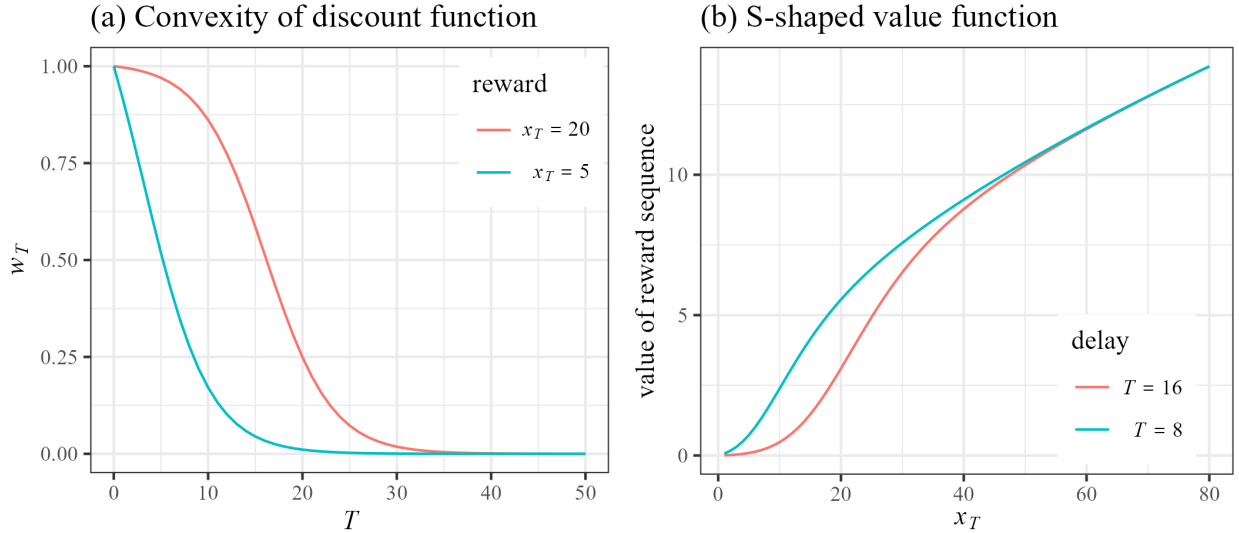 (a) Convexity of discount function
1.00
0.75
0.50
0.25
0.00
w_T
reward
x_T = 20
x_T = 5
0 10 20 30 40 50
T
(b) S-shaped value function
10
5
0
value of reward sequence
delay
T = 16
T = 8
0 20 40 60 80
x_T